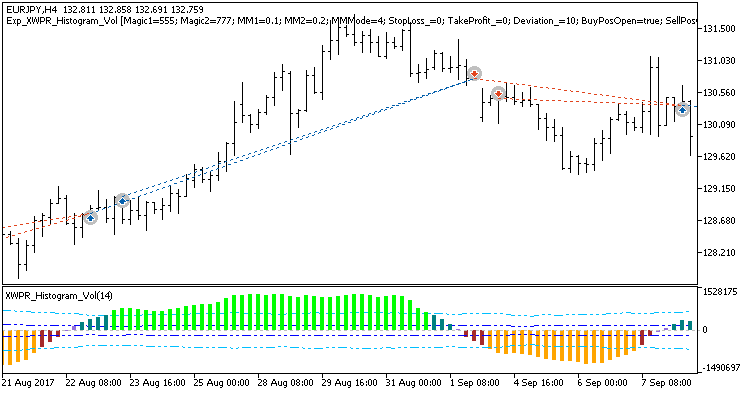 EURJPY,H4 132.811 132.858 132.691 132.759
Exp_XWPR_Histogram_Vol [Magic1=555; Magic2=777; MM1=0.1; MM2=0.2; MMMode=4; StopLoss_=0; TakeProfit_=0; Deviation_=10; BuyPosOpen=true; SellPos
131.500
131.030
130.560
130.090
129.620
129.150
128.680
128.210
XWPR_Histogram_Vol(14)
1528175
0
-1490697
21 Aug 2017 22 Aug 08:00 23 Aug 16:00 25 Aug 00:00 28 Aug 08:00 29 Aug 16:00 31 Aug 00:00 1 Sep 08:00 4 Sep 16:00 6 Sep 00:00 7 Sep 08:00